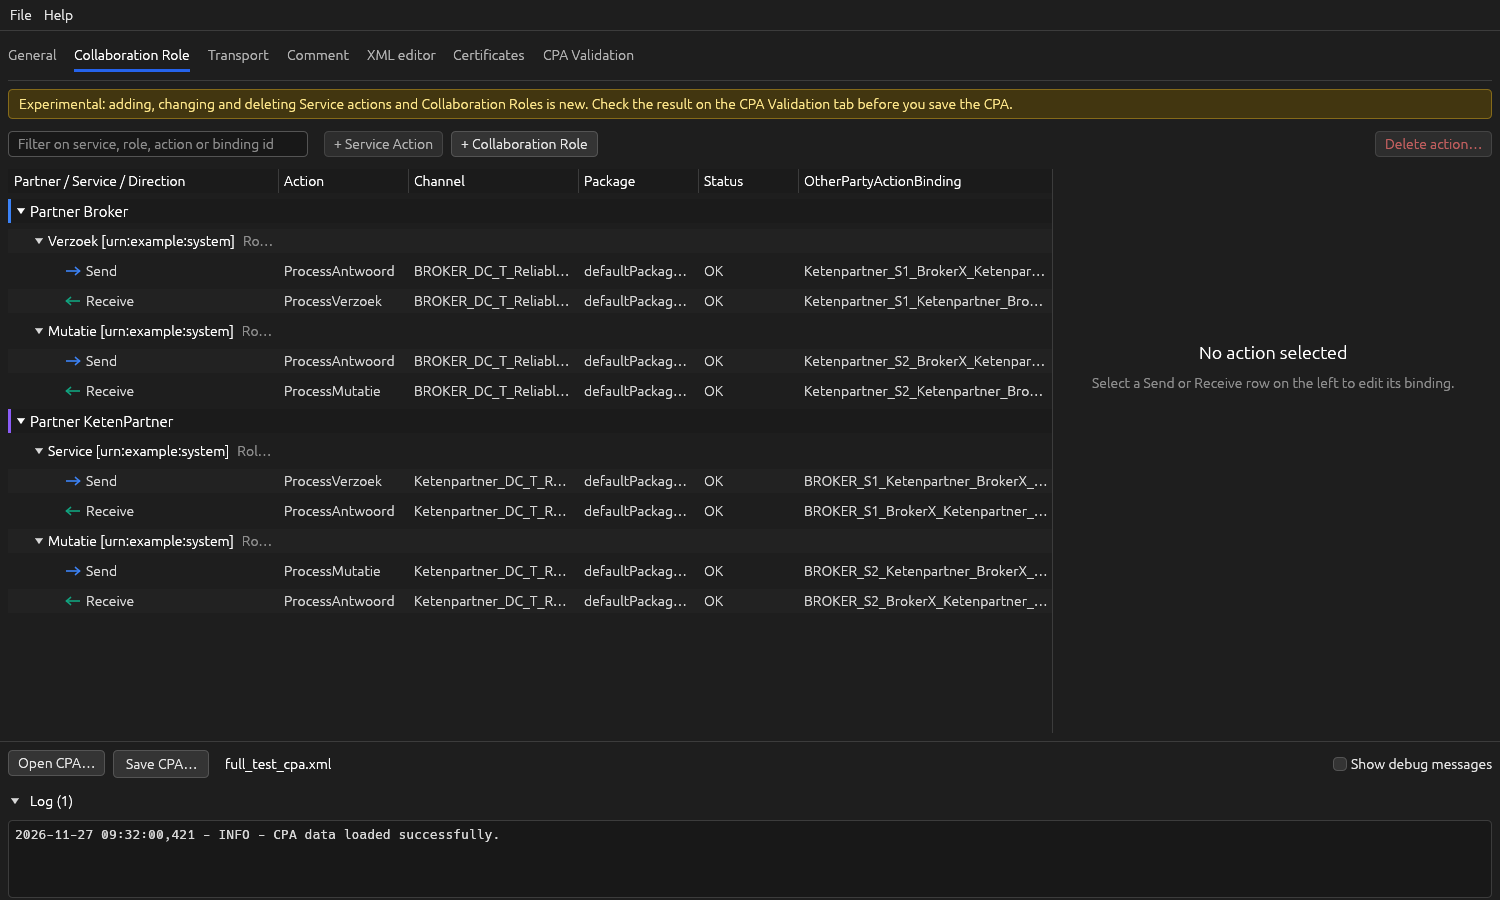 File Help
General Collaboration Role Transport Comment XML editor Certificates CPA Validation
Experimental: adding, changing and deleting Service actions and Collaboration Roles is new. Check the result on the CPA Validation tab before you save the CPA.
Filter on service, role, action or binding id + Service Action + Collaboration Role Delete action...
Partner / Service / Direction Action Channel Package Status OtherPartyActionBinding
Partner Broker
Verzoek [urn:example:system] Ro...
Send ProcessAntwoord BROKER_DC_T_Reliabl... defaultPackag... OK Ketenpartner_S1_BrokerX_Ketenpar...
Receive ProcessVerzoek BROKER_DC_T_Reliabl... defaultPackag... OK Ketenpartner_S1_Ketenpartner_Bro...
Mutatie [urn:example:system] Ro...
Send ProcessAntwoord BROKER_DC_T_Reliabl... defaultPackag... OK Ketenpartner_S2_BrokerX_Ketenpar...
Receive ProcessMutatie BROKER_DC_T_Reliabl... defaultPackag... OK Ketenpartner_S2_Ketenpartner_Bro...
Partner KetenPartner
Service [urn:example:system] Rol...
Send ProcessVerzoek Ketenpartner_DC_T_R... defaultPackag... OK BROKER_S1_Ketenpartner_BrokerX_...
Receive ProcessAntwoord Ketenpartner_DC_T_R... defaultPackag... OK BROKER_S1_BrokerX_Ketenpartner_...
Mutatie [urn:example:system] Ro...
Send ProcessMutatie Ketenpartner_DC_T_R... defaultPackag... OK BROKER_S2_Ketenpartner_BrokerX_...
Receive ProcessAntwoord Ketenpartner_DC_T_R... defaultPackag... OK BROKER_S2_BrokerX_Ketenpartner_...
No action selected
Select a Send or Receive row on the left to edit its binding.
Open CPA... Save CPA... full_test_cpa.xml Show debug messages
Log (1)
2026-11-27 09:32:00,421 - INFO - CPA data loaded successfully.